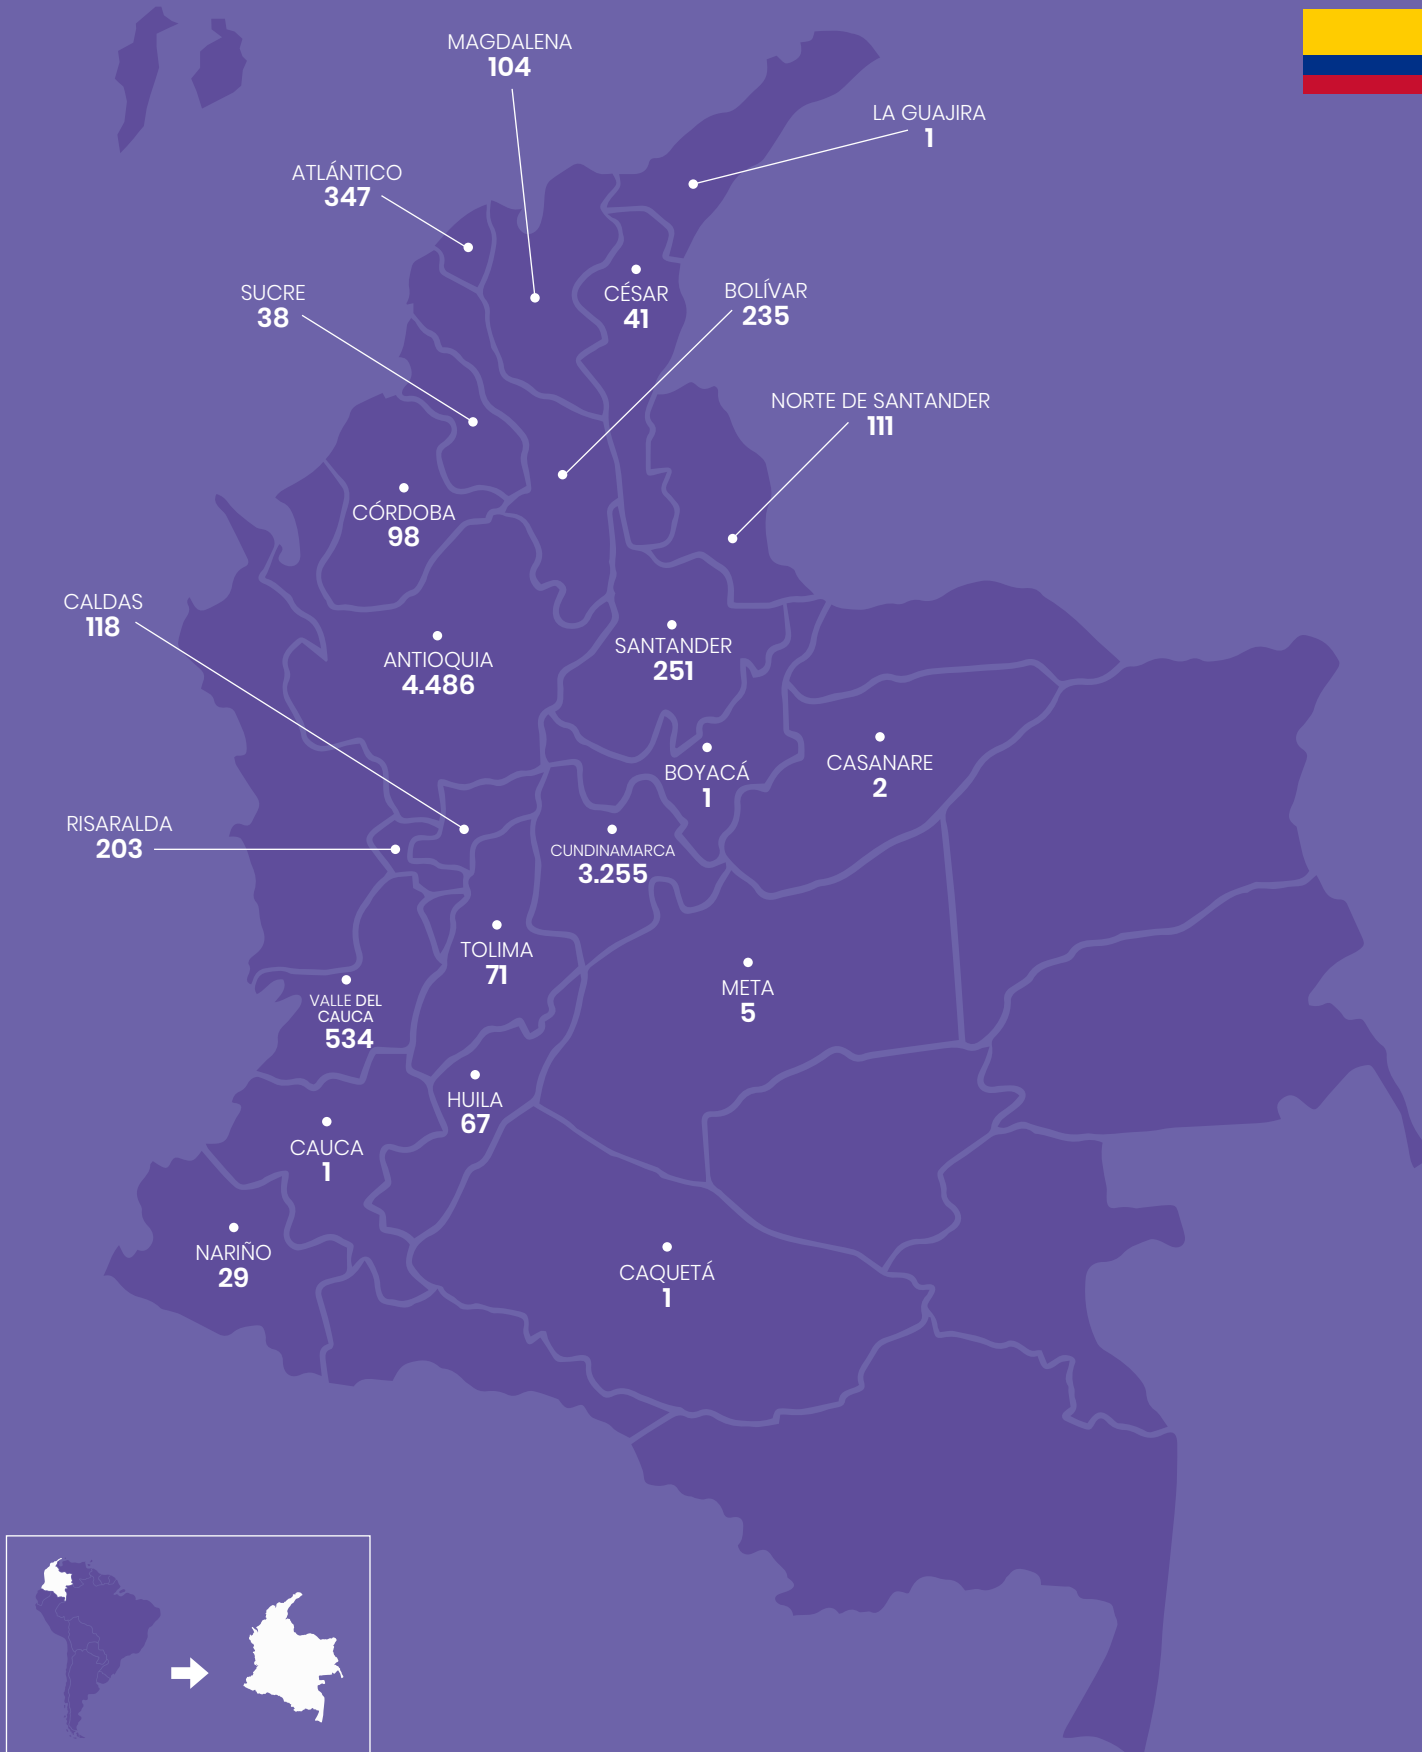 MAGDALENA
104
LA GUAJIRA
1
ATLÁNTICO
347
SUCRE
38
CÉSAR
41
BOLÍVAR
235
NORTE DE SANTANDER
111
CÓRDOBA
98
CALDAS
118
ANTIOQUIA
4.486
SANTANDER
251
BOYACÁ
1
CASANARE
2
RISARALDA
203
CUNDINAMARCA
3.255
TOLIMA
71
META
5
VALLE DEL
CAUCA
534
HUILA
67
CAUCA
1
NARIÑO
29
CAQUETÁ
1